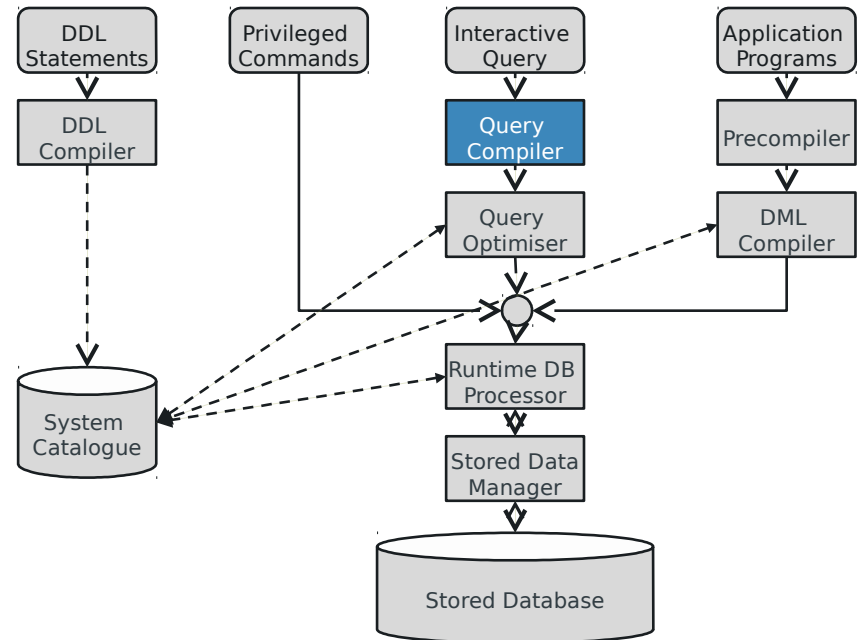 DDL
Statements
Privileged
Commands
Interactive
Query
Application
Programs
DDL
Compiler
Query
Compiler
Precompiler
Query
Optimiser
DML
Compiler
Runtime DB
Processor
System
Catalogue
Stored Data
Manager
Stored Database